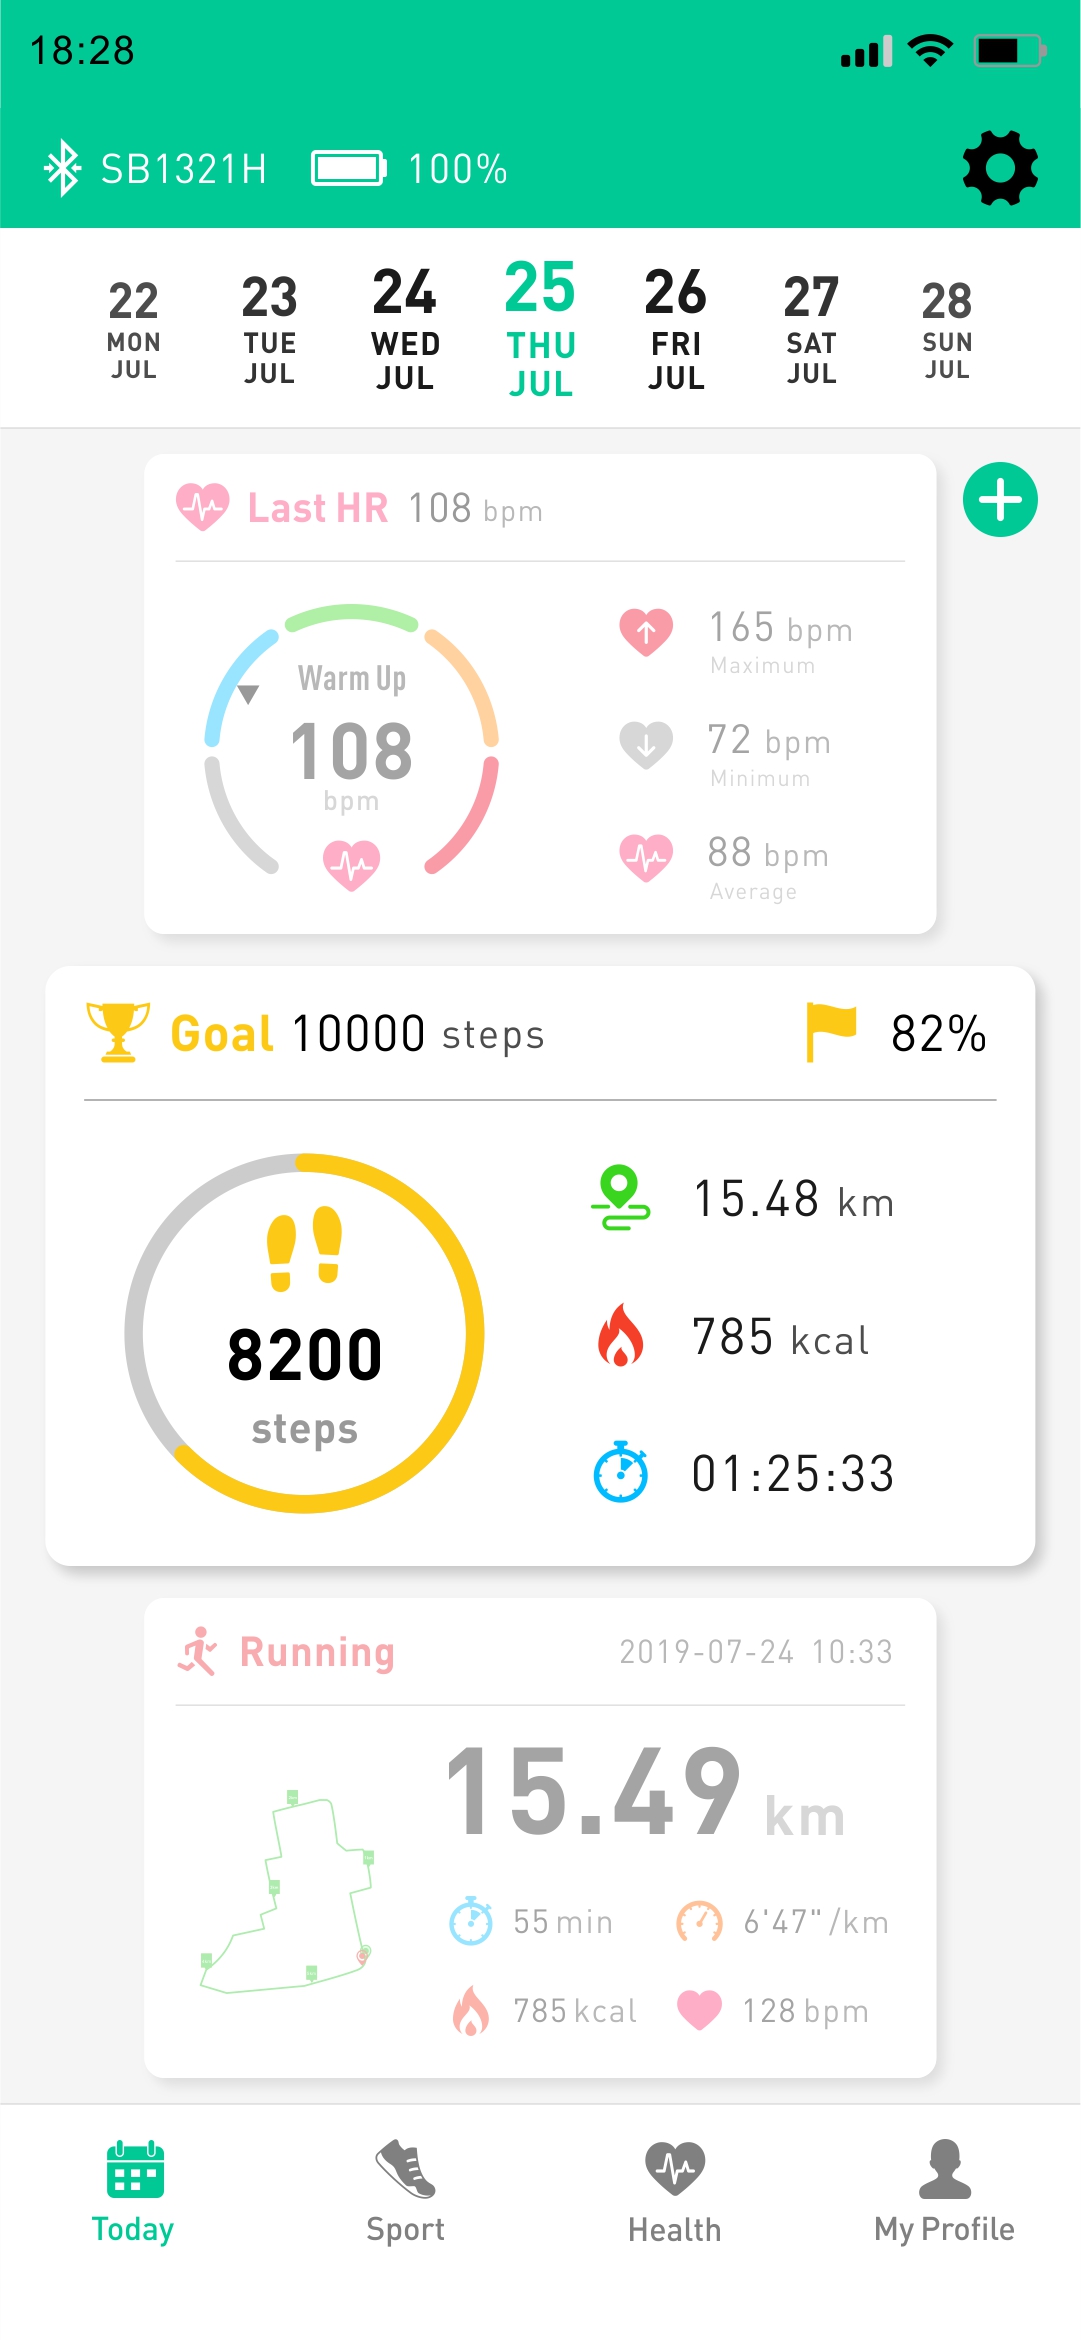 18:28
SB1321H 100%
22 23 24 25 26 27 28
MON TUE WED THU FRI SAT SUN
JUL JUL JUL JUL JUL JUL JUL
Last HR 108 bpm
Warm Up
108
bpm
165 bpm
Maximum
72 bpm
Minimum
88 bpm
Average
Goal 10000 steps 82%
8200
steps
15.48 km
785 kcal
01:25:33
Running 2019-07-24 10:33
15.49 km
55 min 6'47"/km
785 kcal 128 bpm
Today Sport Health My Profile